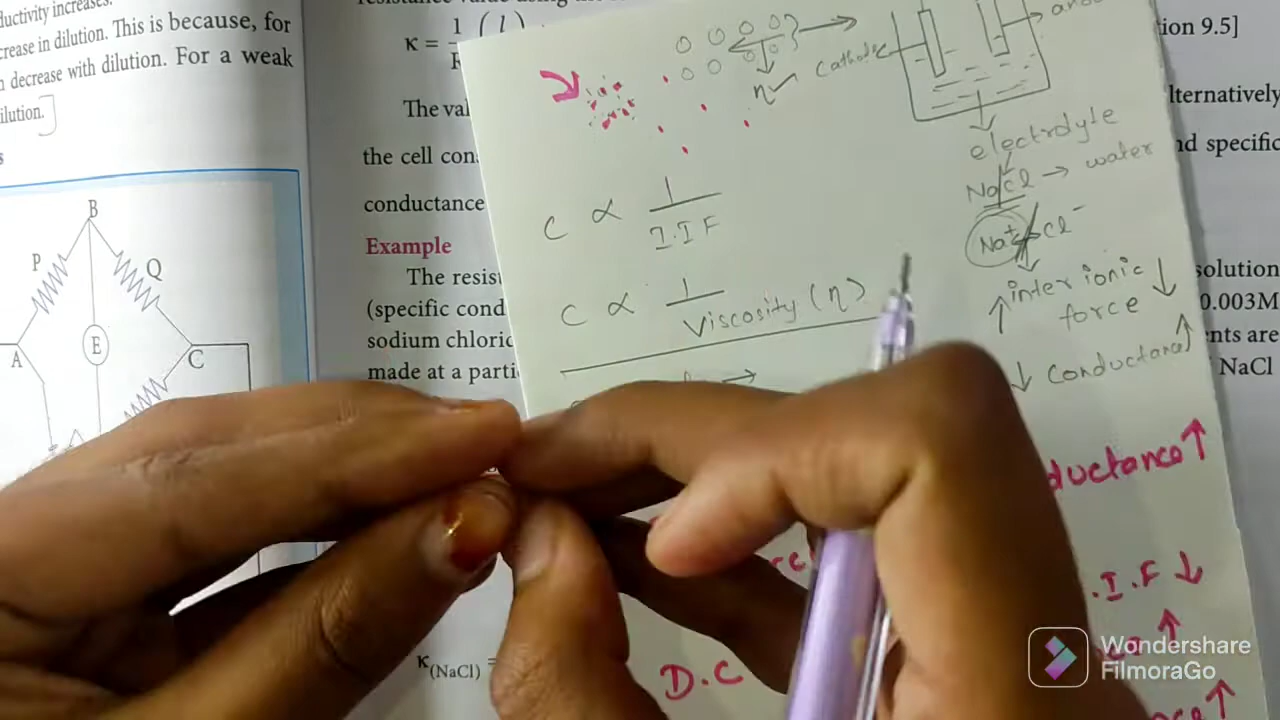 ductivity increases.
crease in dilution. This is because, for
decrease with dilution. For a weak
dilution.
B
P
Q
A
E
C
κ = 1 ( l )
The val
the cell con
conductance
Example
The resis
(specific cond
sodium chloric
made at a parti
κ(NaCl) =
ion 9.5]
lternatively
nd specific
solution
0.003M
nts are
NaCl
η
Cathode
electrolyte
NaCl → water
Na+ Cl-
↑ inter ionic force ↓
↓ Conductance ↑
C ∝ 1 / I.I.F
C ∝ 1 / Viscosity (η)
ductance ↑
.I.F ↓
D.C
Wondershare
FilmoraGo